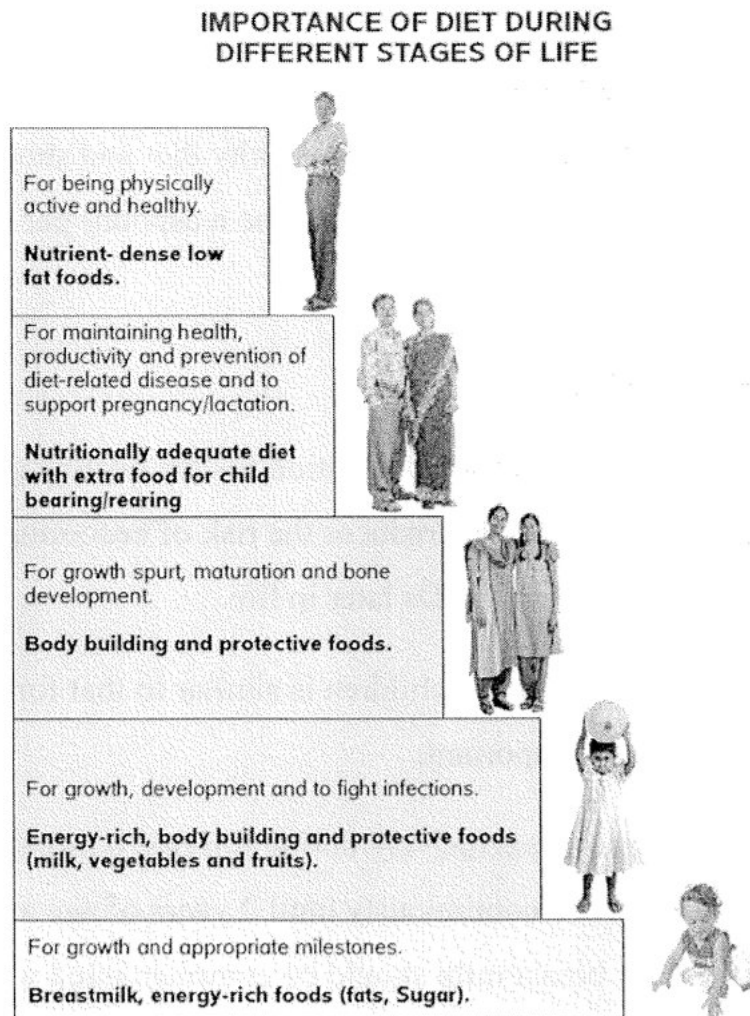 IMPORTANCE OF DIET DURING
DIFFERENT STAGES OF LIFE
For being physically
active and healthy.
Nutrient- dense low
fat foods.
For maintaining health,
productivity and prevention of
diet-related disease and to
support pregnancy/lactation.
Nutritionally adequate diet
with extra food for child
bearing/rearing
For growth spurt, maturation and bone
development.
Body building and protective foods.
For growth, development and to fight infections.
Energy-rich, body building and protective foods
(milk, vegetables and fruits).
For growth and appropriate milestones.
Breastmilk, energy-rich foods (fats, Sugar).